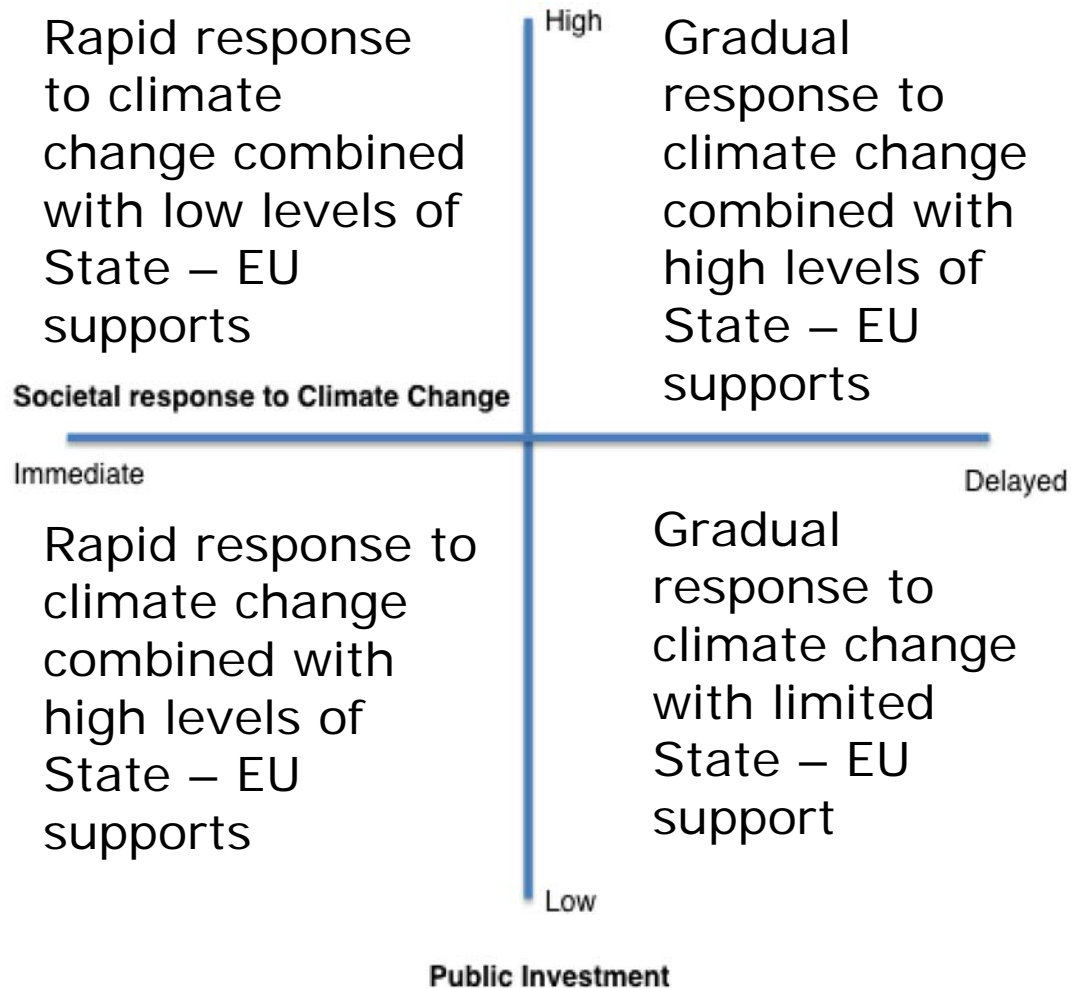 High
Rapid response
to climate
change combined
with low levels of
State – EU
supports
Gradual
response to
climate change
combined with
high levels of
State – EU
supports
Societal response to Climate Change
Immediate
Delayed
Rapid response to
climate change
combined with
high levels of
State – EU
supports
Gradual
response to
climate change
with limited
State – EU
support
Low
Public Investment